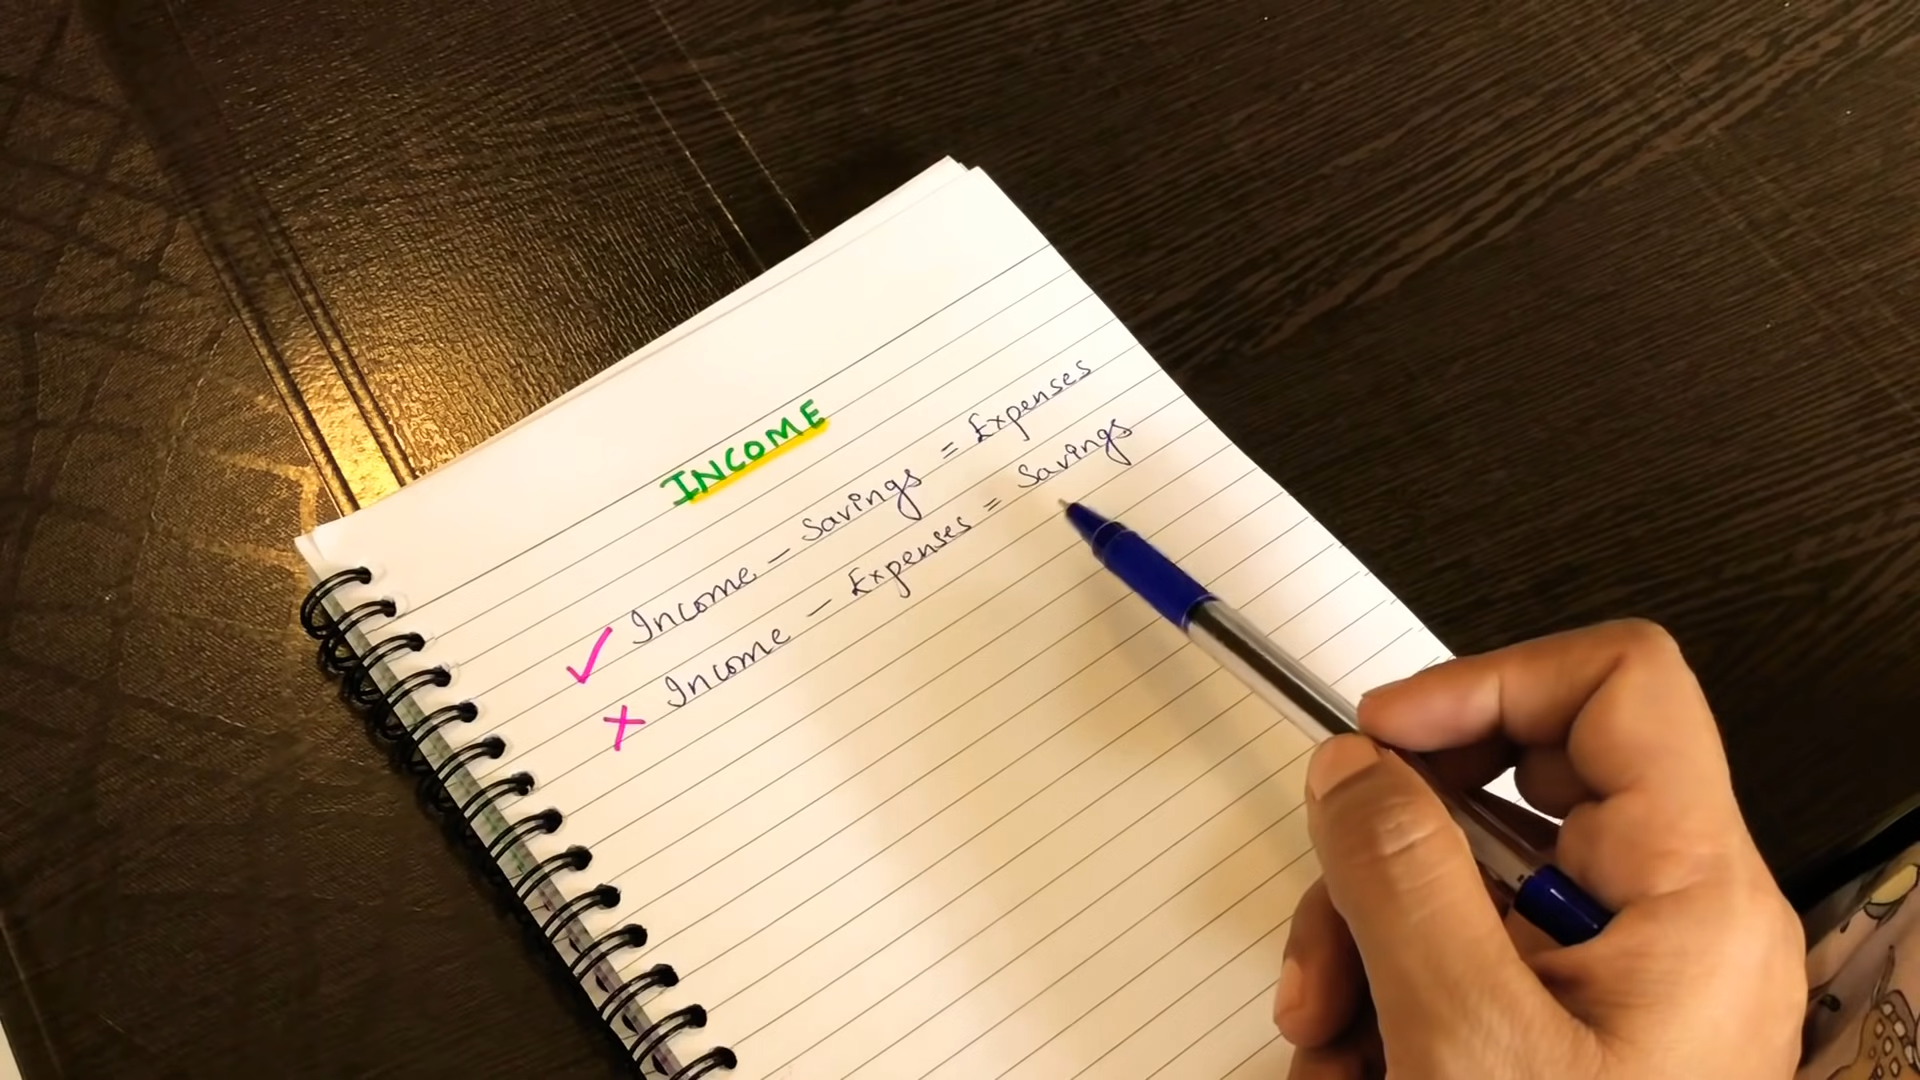 INCOME
✓ Income - Savings = Expenses
✗ Income - Expenses = Savings